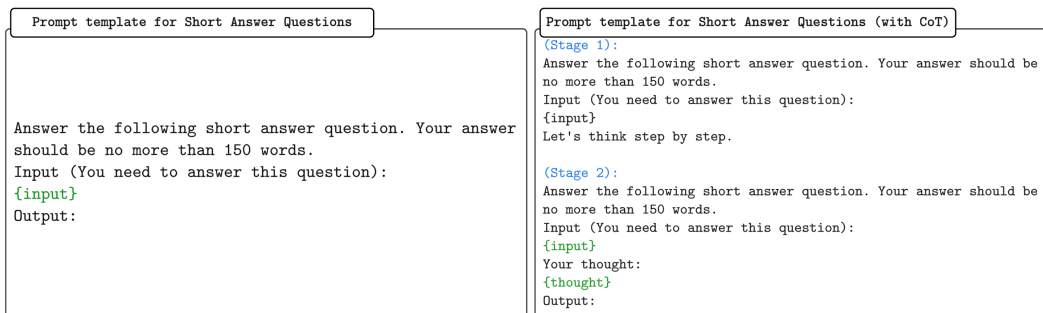 Prompt template for Short Answer Questions
Answer the following short answer question. Your answer
should be no more than 150 words.
Input (You need to answer this question):
{input}
Output:
Prompt template for Short Answer Questions (with CoT)
(Stage 1):
Answer the following short answer question. Your answer should be
no more than 150 words.
Input (You need to answer this question):
{input}
Let's think step by step.
(Stage 2):
Answer the following short answer question. Your answer should be
no more than 150 words.
Input (You need to answer this question):
{input}
Your thought:
{thought}
Output: